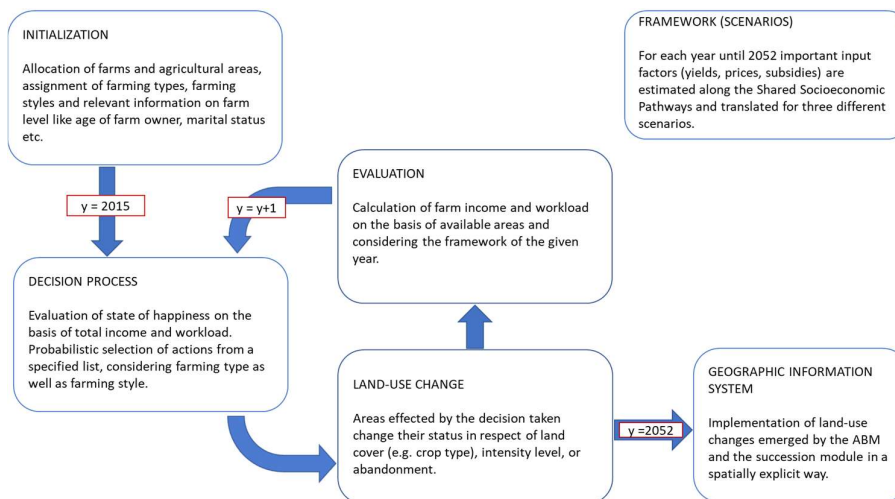 INITIALIZATION
Allocation of farms and agricultural areas,
assignment of farming types, farming
styles and relevant information on farm
level like age of farm owner, marital status
etc.
FRAMEWORK (SCENARIOS)
For each year until 2052 important input
factors (yields, prices, subsidies) are
estimated along the Shared Socioeconomic
Pathways and translated for three different
scenarios.
y = 2015
y = y+1
EVALUATION
Calculation of farm income and workload
on the basis of available areas and
considering the framework of the given
year.
DECISION PROCESS
Evaluation of state of happiness on the
basis of total income and workload.
Probabilistic selection of actions from a
specified list, considering farming type as
well as farming style.
LAND-USE CHANGE
Areas effected by the decision taken
change their status in respect of land
cover (e.g. crop type), intensity level, or
abandonment.
y =2052
GEOGRAPHIC INFORMATION
SYSTEM
Implementation of land-use
changes emerged by the ABM
and the succession module in a
spatially explicit way.